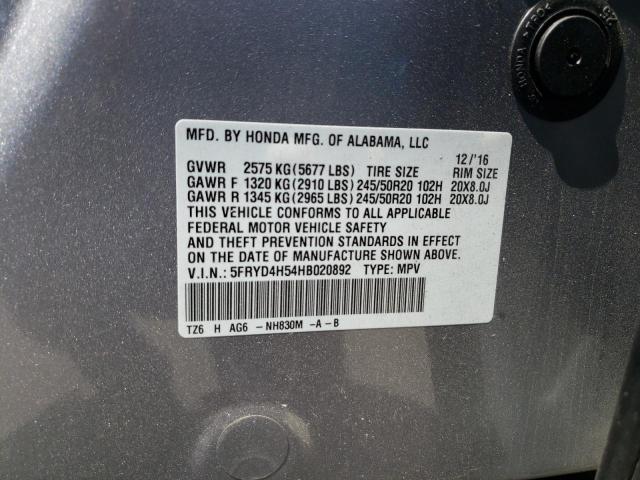 25
HONDA
MFD. BY HONDA MFG. OF ALABAMA, LLC
12/'16
GVWR 2575 KG(5677 LBS) TIRE SIZE RIM SIZE
GAWR F 1320 KG(2910 LBS) 245/50R20 102H 20X8.0J
GAWR R 1345 KG(2965 LBS) 245/50R20 102H 20X8.0J
THIS VEHICLE CONFORMS TO ALL APPLICABLE
FEDERAL MOTOR VEHICLE SAFETY
AND THEFT PREVENTION STANDARDS IN EFFECT
ON THE DATE OF MANUFACTURE SHOWN ABOVE.
V.I.N.: 5FRYD4H54HB020892 TYPE: MPV
TZ6 H AG6 -NH830M -A-B